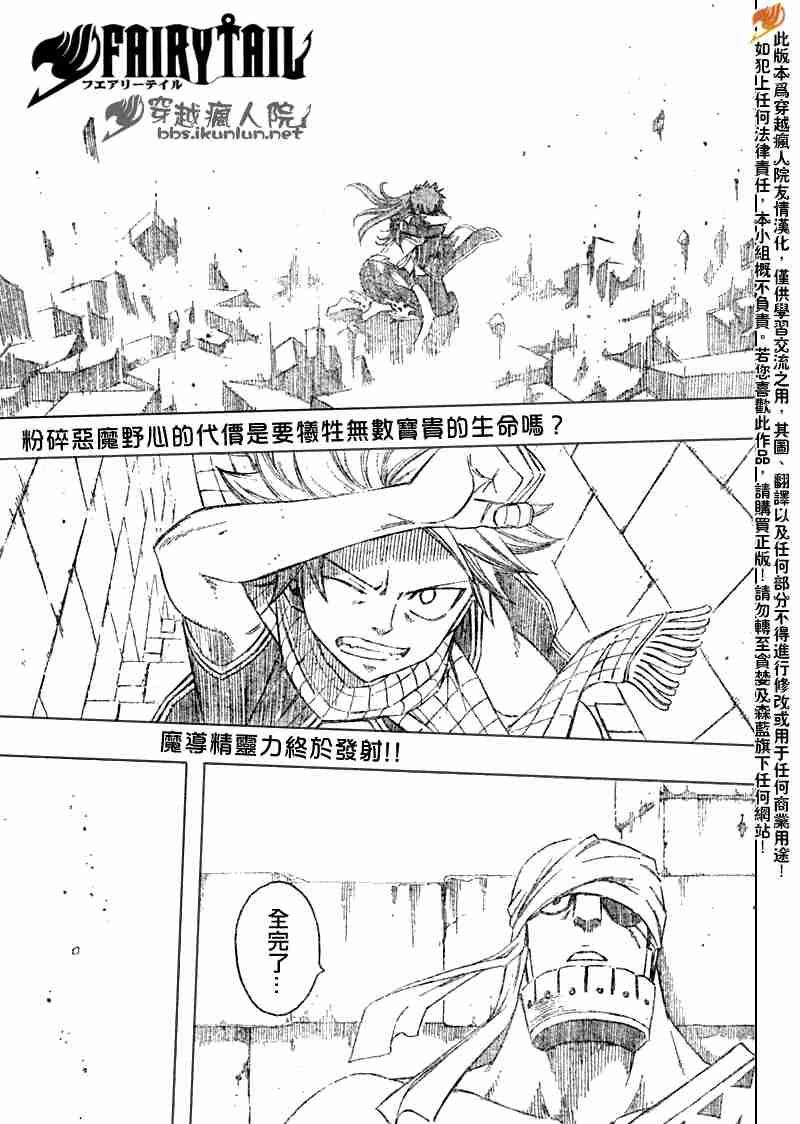 FAIRY TAIL
フェアリーテイル
穿越瘋人院
bbs.ikunlun.net
粉碎惡魔野心的代價是要犧牲無數寶貴的生命嗎？
魔導精靈力終於發射!!
全完了…
此版本爲穿越瘋人院友情漢化，僅供學習交流之用，其圖、翻譯以及任何部分不得進行修改或用于任何商業用途！
如犯上任何法律責任，本小組概不負責。若您喜歡此作品，請購買正版！請勿轉至貪婪及森藍旗下任何網站！